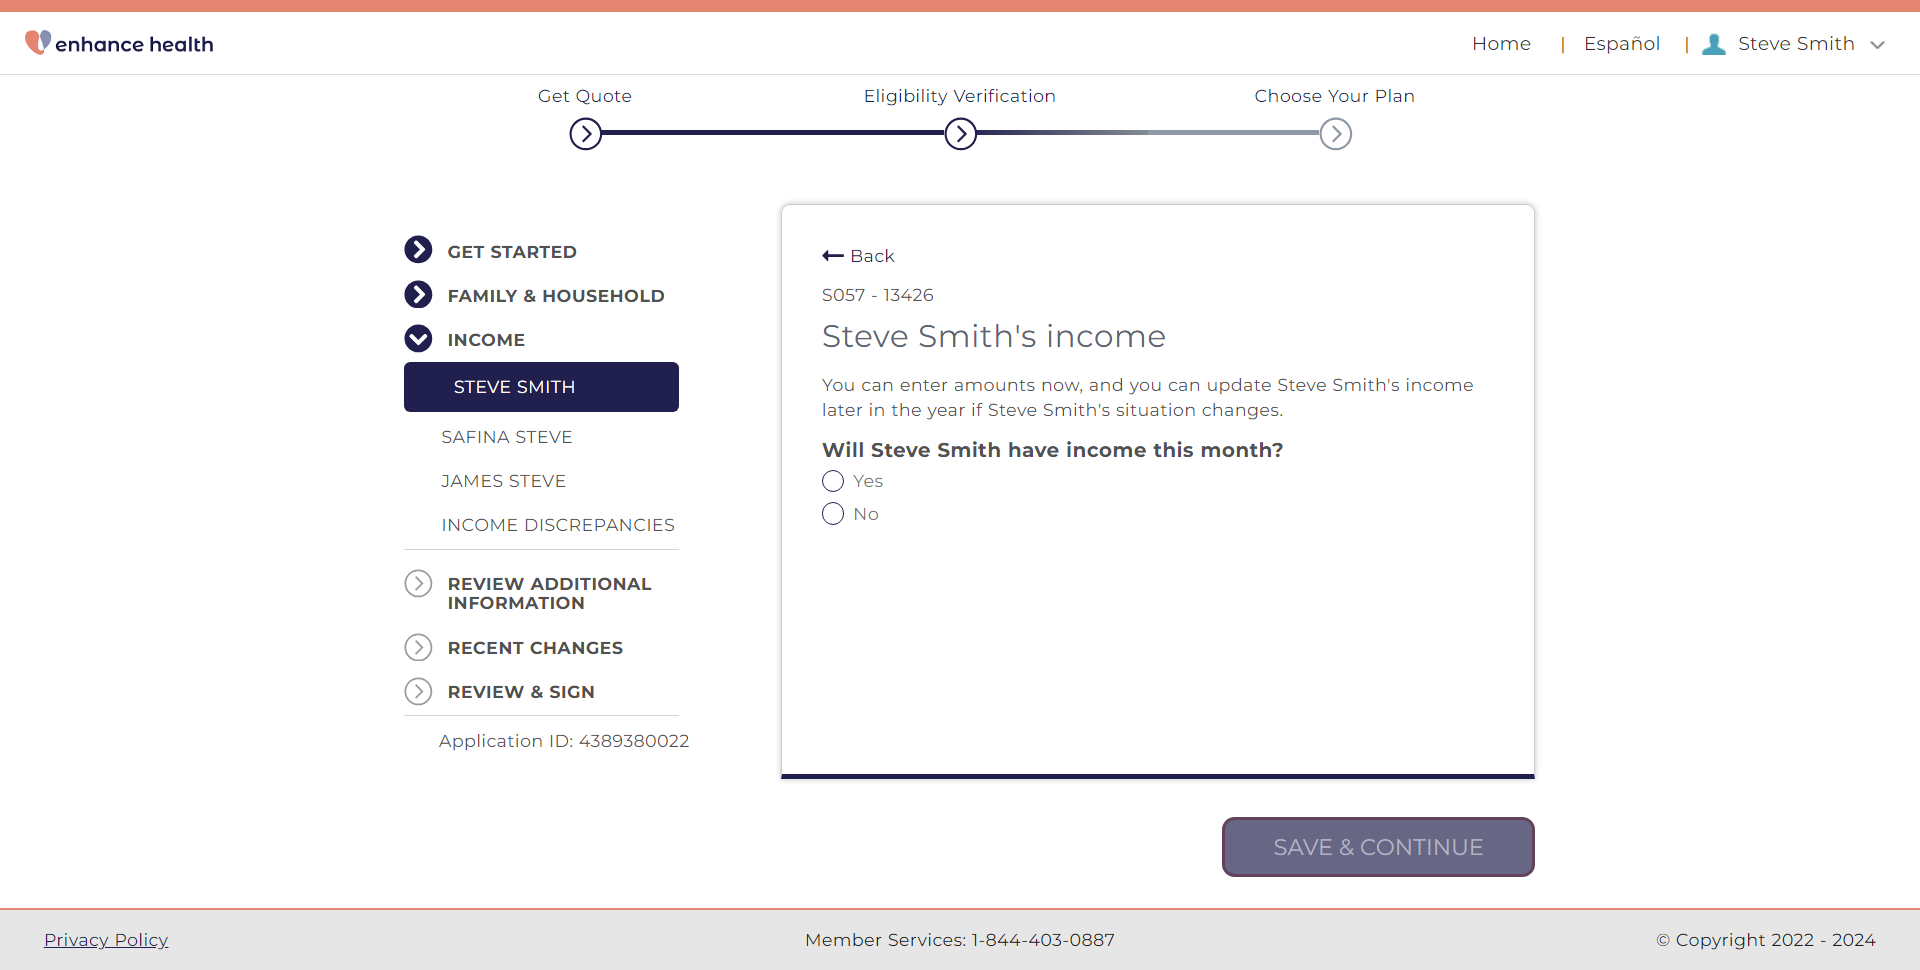 enhance health
Home | Español | Steve Smith
Get Quote
Eligibility Verification
Choose Your Plan
GET STARTED
FAMILY & HOUSEHOLD
INCOME
STEVE SMITH
SAFINA STEVE
JAMES STEVE
INCOME DISCREPANCIES
REVIEW ADDITIONAL
INFORMATION
RECENT CHANGES
REVIEW & SIGN
Application ID: 4389380022
Back
S057 - 13426
Steve Smith's income
You can enter amounts now, and you can update Steve Smith's income
later in the year if Steve Smith's situation changes.
Will Steve Smith have income this month?
Yes
No
SAVE & CONTINUE
Privacy Policy
Member Services: 1-844-403-0887
© Copyright 2022 - 2024